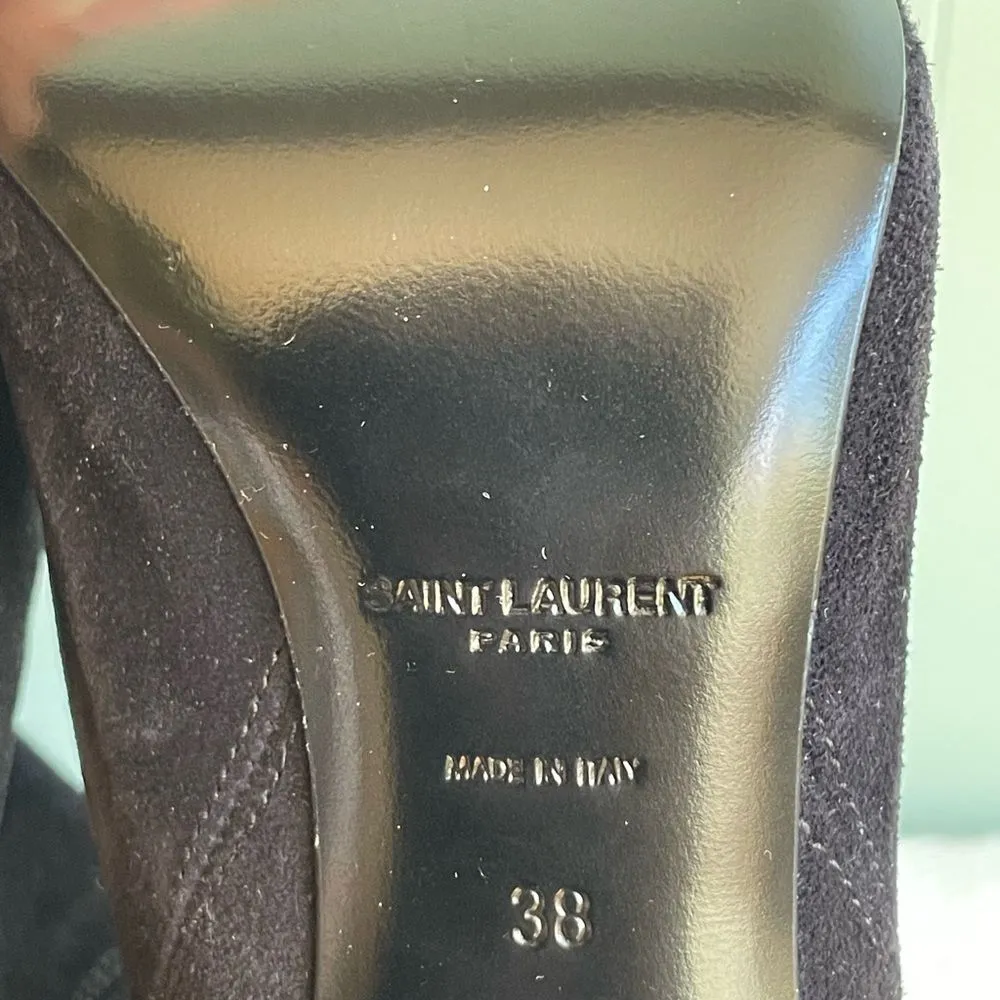 SAINT LAURENT
PARIS
MADE IN ITALY
38